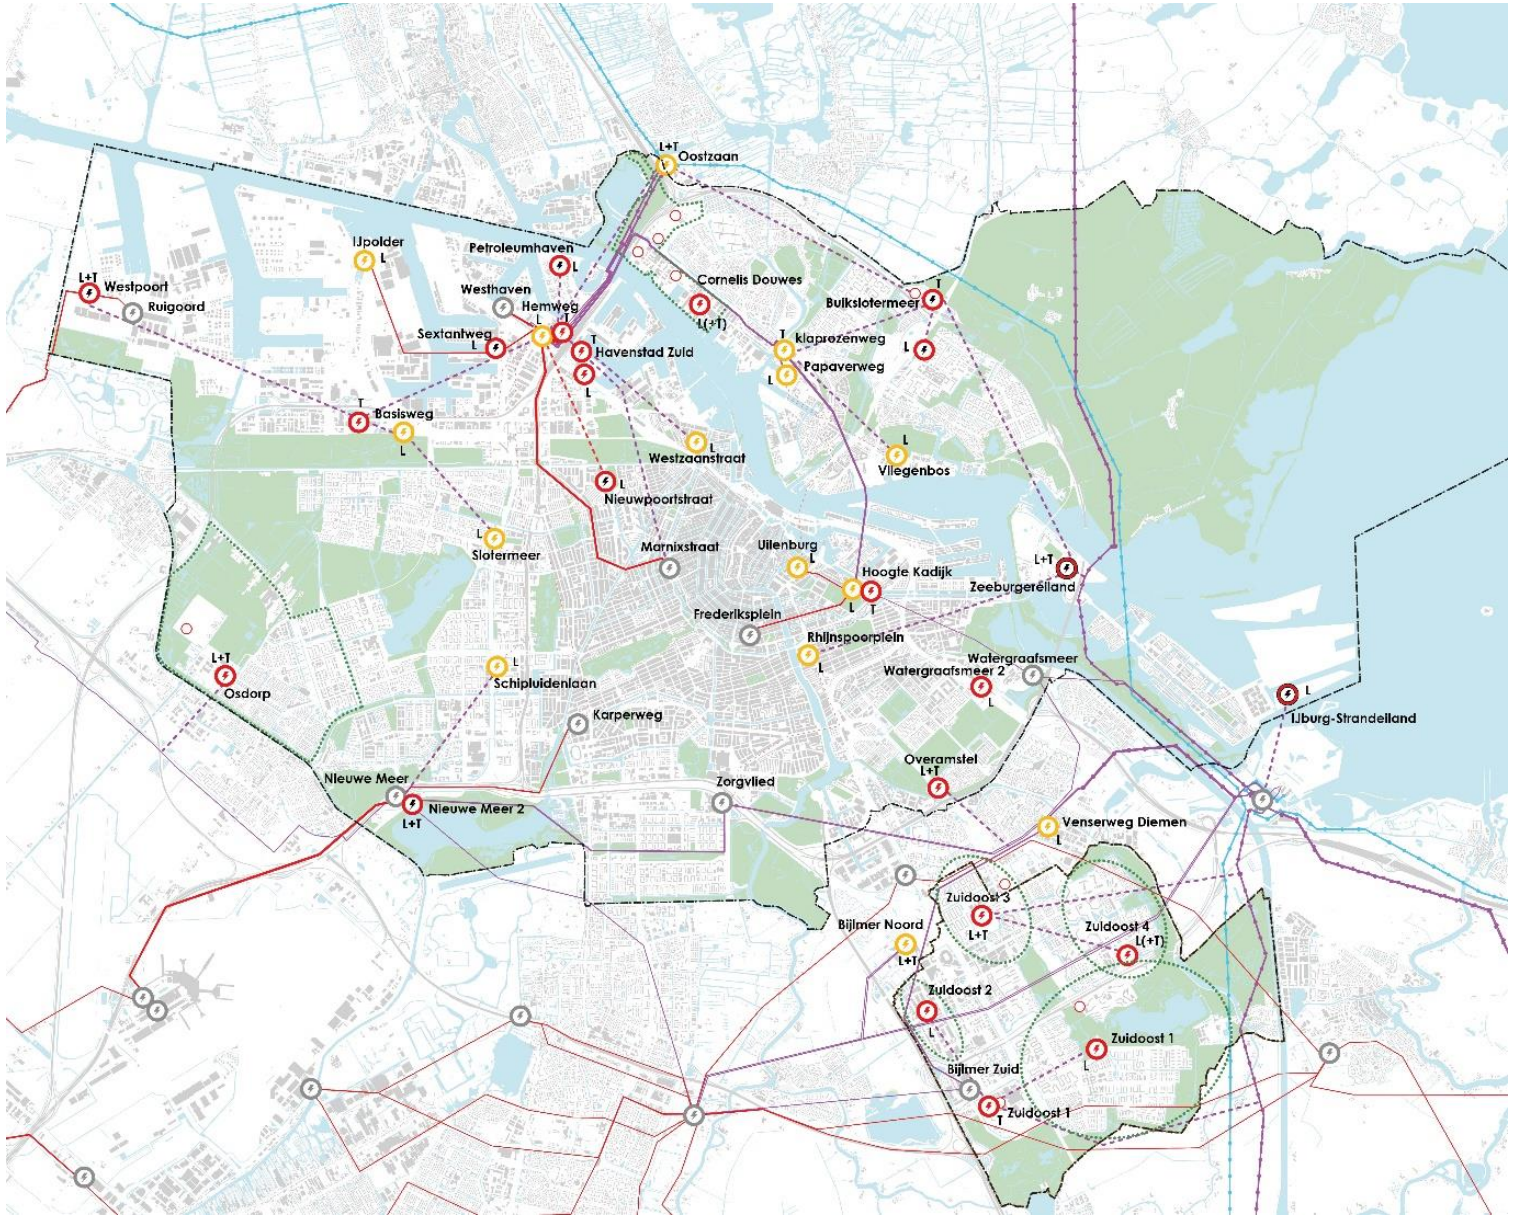 L+T
Oostzaan
IJpolder
L
Petroleumhaven
L
L+T
Westpoort
Ruigoord
Westhaven
Hemweg
L
T
Sextantweg
L
T
Havenstad Zuid
L
Cornelis Douwes
L(+T)
T
Buikslotermeer
L
T
klaprozenweg
Papaverweg
L
T
Basisweg
L
Westzaanstraat
L
L
Vliegenbos
L
Nieuwpoortstraat
L
Slotermeer
Marnixstraat
Uilenburg
L
Hoogte Kadijk
L
T
L+T
Zeeburgereiland
Frederiksplein
Rhijnspoerplein
L
Watergraafsmeer
Watergraafsmeer 2
L
L+T
Osdorp
L
Schipluidenlaan
L
IJburg-Strandeiland
Karperweg
Nieuwe Meer
Nieuwe Meer 2
L+T
Zorgvlied
Overamstel
L+T
Venserweg Diemen
L
Zuidoost 3
L+T
Bijlmer Noord
L+T
Zuidoost 4
L(+T)
Zuidoost 2
L
Zuidoost 1
L
Bijlmer Zuid
Zuidoost 1
T